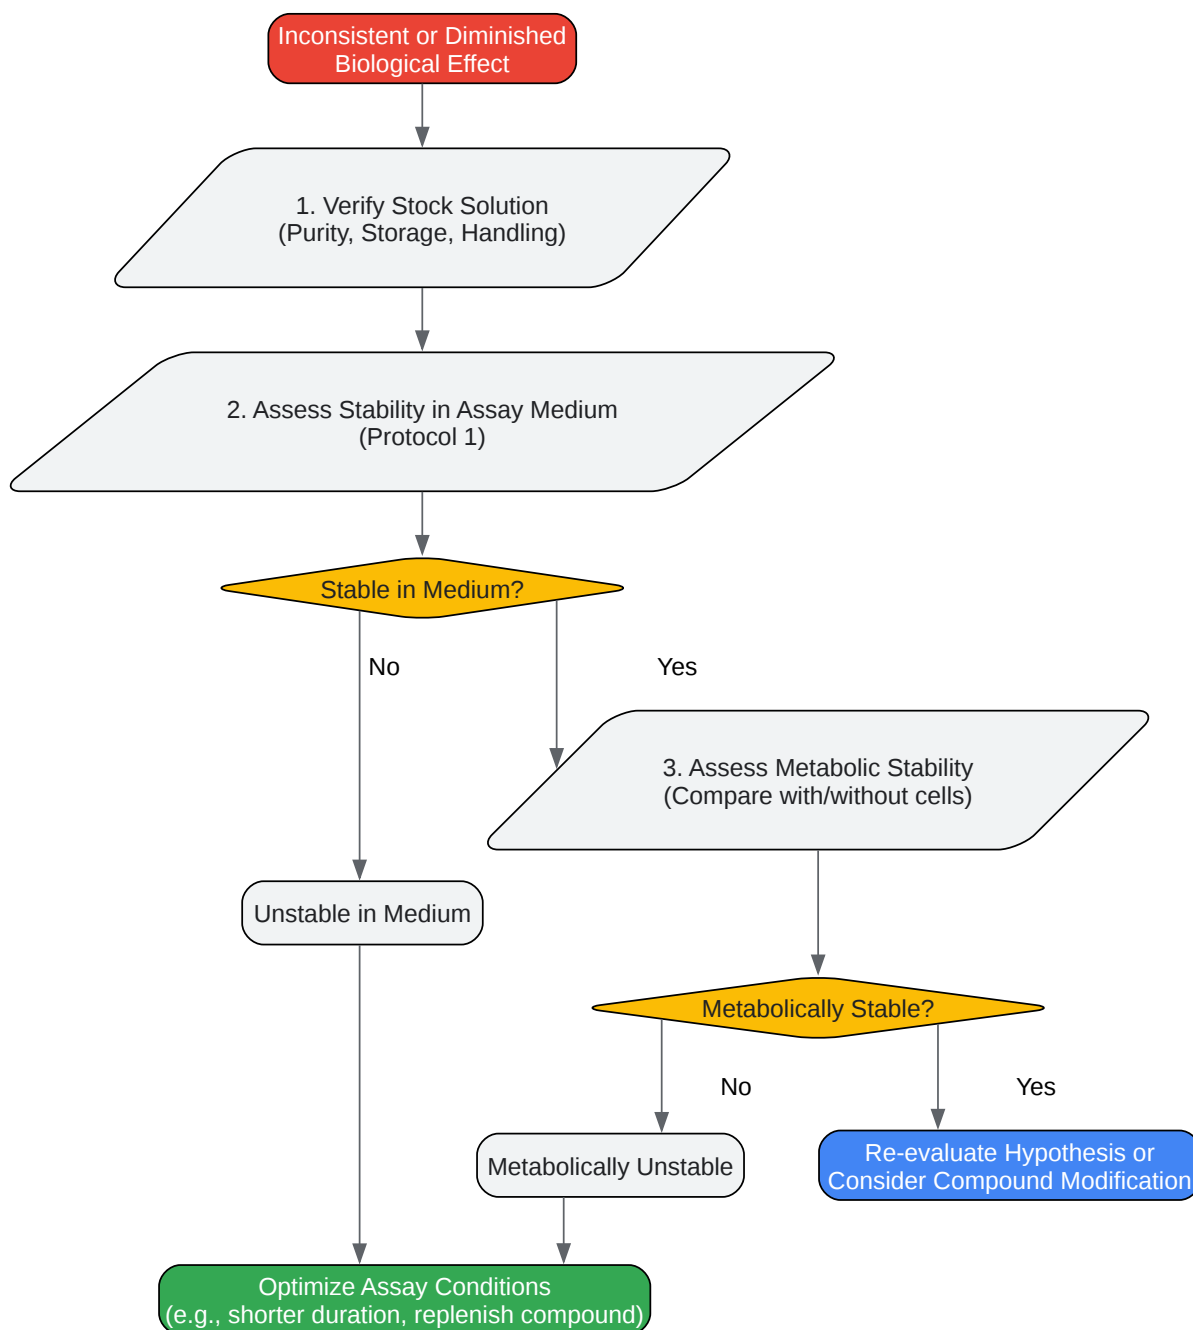 Inconsistent or Diminished
Biological Effect
1. Verify Stock Solution
(Purity, Storage, Handling)
2. Assess Stability in Assay Medium
(Protocol 1)
Stable in Medium?
No
Yes
3. Assess Metabolic Stability
(Compare with/without cells)
Unstable in Medium
Metabolically Stable?
No
Yes
Metabolically Unstable
Re-evaluate Hypothesis or
Consider Compound Modification
Optimize Assay Conditions
(e.g., shorter duration, replenish compound)